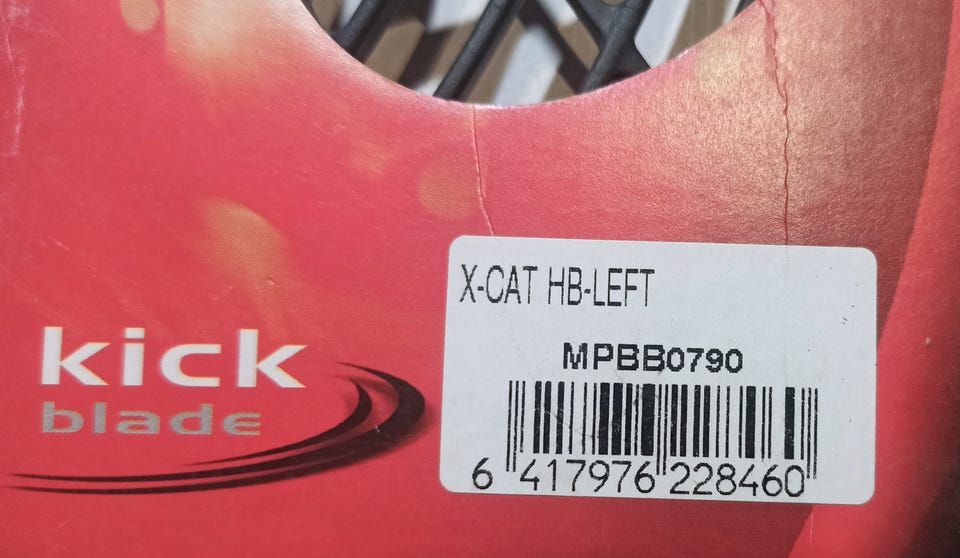 X-CAT HB-LEFT
MPBB0790
6 417976 228460
kick
blade